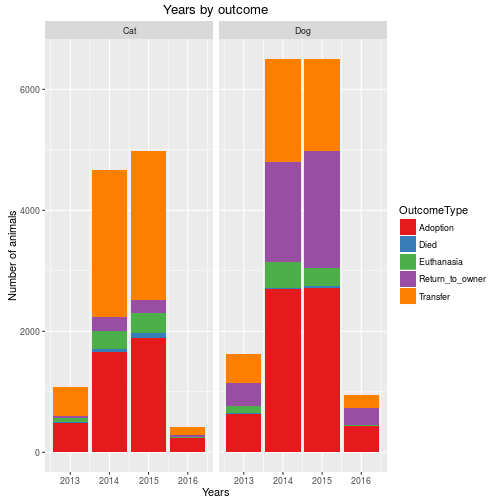 Years by outcome
Cat
Dog
Number of animals
6000
4000
2000
0
2013 2014 2015 2016
2013 2014 2015 2016
Years
OutcomeType
Adoption
Died
Euthanasia
Return_to_owner
Transfer